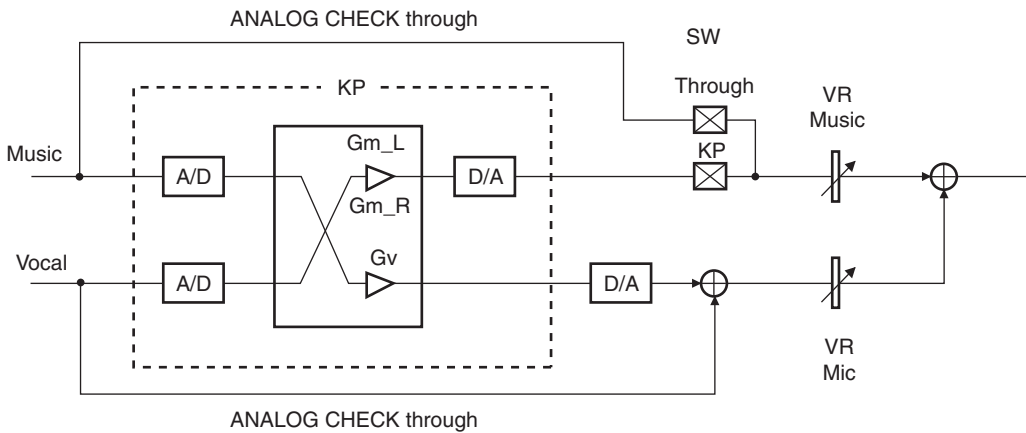 ANALOG CHECK through
SW
KP
Through
VR
Music
Gm_L
KP
Music
A/D
D/A
Gm_R
Vocal
Gv
A/D
D/A
VR
Mic
ANALOG CHECK through